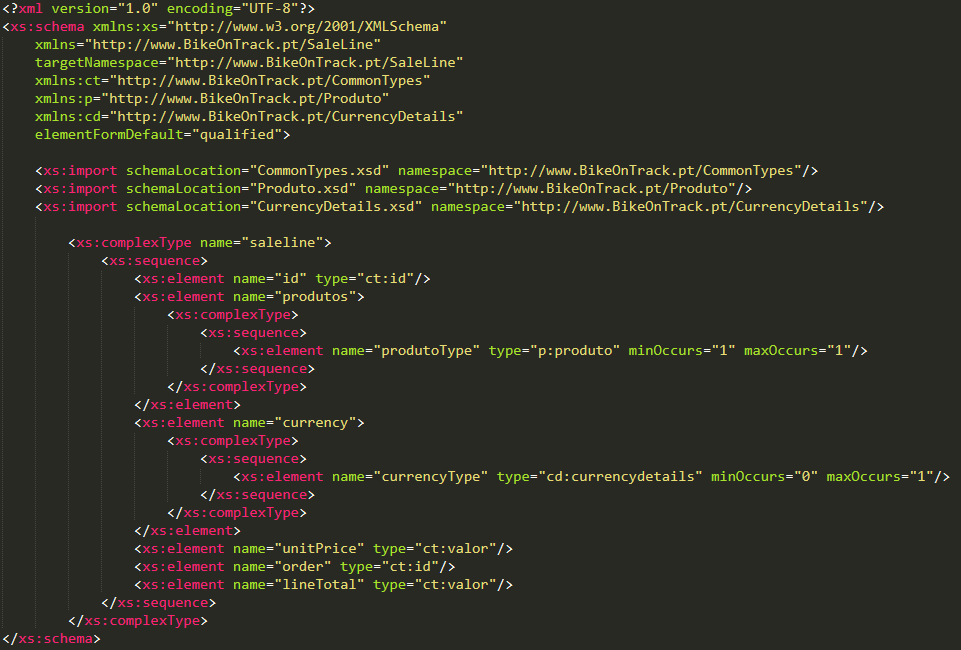 <?xml version="1.0" encoding="UTF-8"?>
<xs:schema xmlns:xs="http://www.w3.org/2001/XMLSchema"
    xmlns="http://www.BikeOnTrack.pt/SaleLine"
    targetNamespace="http://www.BikeOnTrack.pt/SaleLine"
    xmlns:ct="http://www.BikeOnTrack.pt/CommonTypes"
    xmlns:p="http://www.BikeOnTrack.pt/Produto"
    xmlns:cd="http://www.BikeOnTrack.pt/CurrencyDetails"
    elementFormDefault="qualified">

    <xs:import schemaLocation="CommonTypes.xsd" namespace="http://www.BikeOnTrack.pt/CommonTypes"/>
    <xs:import schemaLocation="Produto.xsd" namespace="http://www.BikeOnTrack.pt/Produto"/>
    <xs:import schemaLocation="CurrencyDetails.xsd" namespace="http://www.BikeOnTrack.pt/CurrencyDetails"/>

        <xs:complexType name="saleline">
            <xs:sequence>
                <xs:element name="id" type="ct:id"/>
                <xs:element name="produtos">
                    <xs:complexType>
                        <xs:sequence>
                            <xs:element name="produtoType" type="p:produto" minOccurs="1" maxOccurs="1"/>
                        </xs:sequence>
                    </xs:complexType>
                </xs:element>
                <xs:element name="currency">
                    <xs:complexType>
                        <xs:sequence>
                            <xs:element name="currencyType" type="cd:currencydetails" minOccurs="0" maxOccurs="1"/>
                        </xs:sequence>
                    </xs:complexType>
                </xs:element>
                <xs:element name="unitPrice" type="ct:valor"/>
                <xs:element name="order" type="ct:id"/>
                <xs:element name="lineTotal" type="ct:valor"/>
            </xs:sequence>
        </xs:complexType>
</xs:schema>